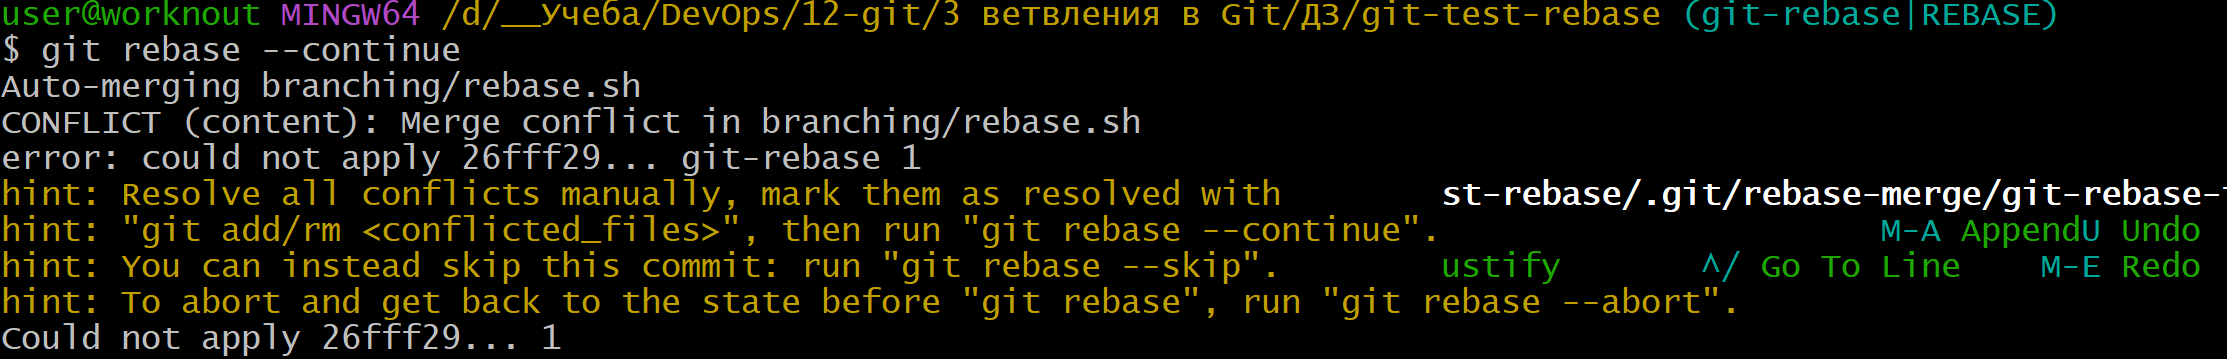 user@worknout MINGW64 /d/__Учеба/DevOps/12-git/3 ветвления в Git/ДЗ/git-test-rebase (git-rebase|REBASE)
$ git rebase --continue
Auto-merging branching/rebase.sh
CONFLICT (content): Merge conflict in branching/rebase.sh
error: could not apply 26fff29... git-rebase 1
hint: Resolve all conflicts manually, mark them as resolved with st-rebase/.git/rebase-merge/git-rebase-
hint: "git add/rm <conflicted_files>", then run "git rebase --continue". M-A AppendU Undo
hint: You can instead skip this commit: run "git rebase --skip". ustify ^/ Go To Line M-E Redo
hint: To abort and get back to the state before "git rebase", run "git rebase --abort".
Could not apply 26fff29... 1